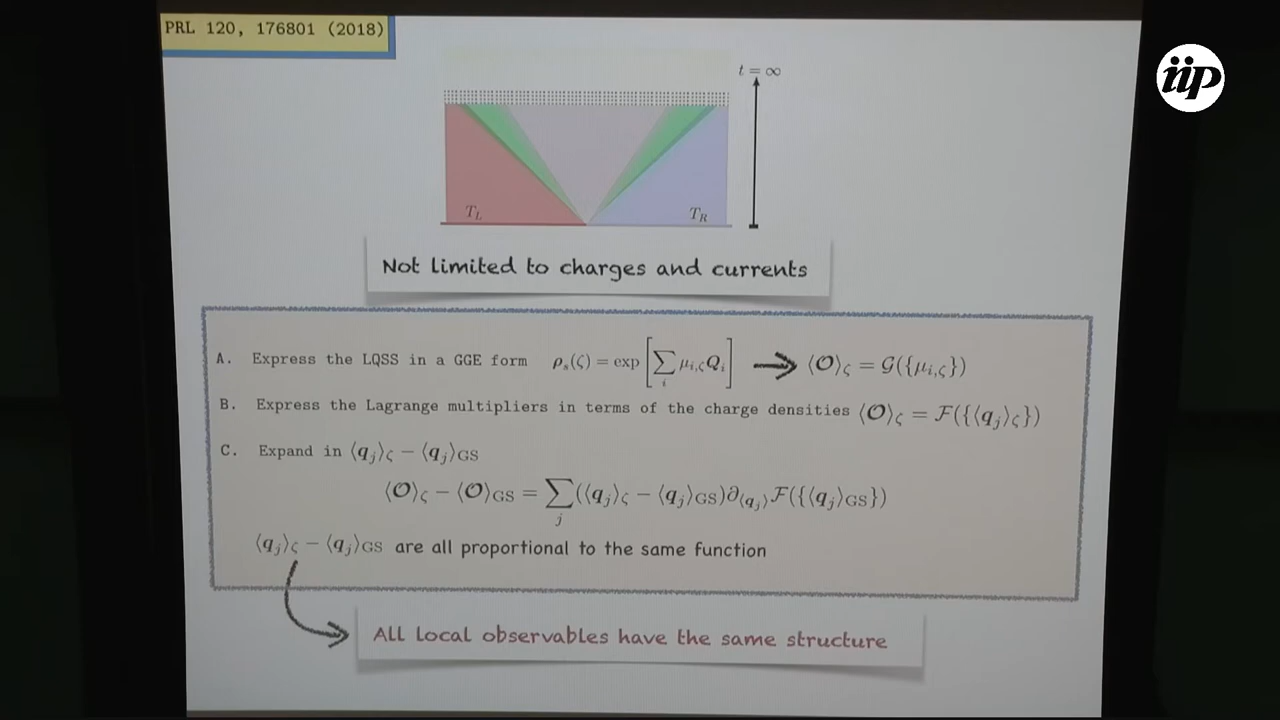 PRL 120, 176801 (2018)
iip
t = ∞
T_L
T_R
Not limited to charges and currents
A. Express the LQSS in a GGE form ρ_s(ζ) = exp[∑_i μ_{i,ζ} Q_i] → ⟨O⟩_ζ = G({μ_{i,ζ}})
B. Express the Lagrange multipliers in terms of the charge densities ⟨O⟩_ζ = F({⟨q_j⟩_ζ})
C. Expand in ⟨q_j⟩_ζ − ⟨q_j⟩_GS
⟨O⟩_ζ − ⟨O⟩_GS = ∑_j (⟨q_j⟩_ζ − ⟨q_j⟩_GS) ∂_{⟨q_j⟩} F({⟨q_j⟩_GS})
⟨q_j⟩_ζ − ⟨q_j⟩_GS are all proportional to the same function
All local observables have the same structure